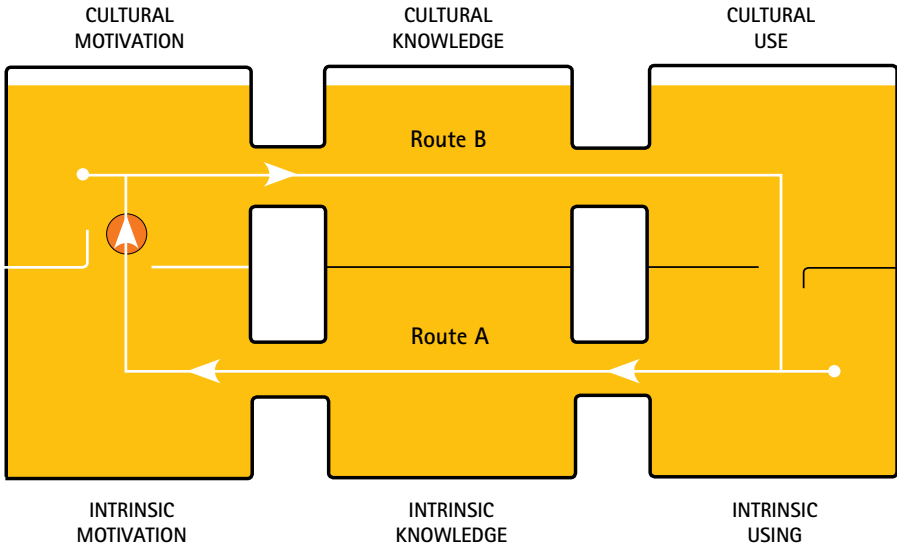 CULTURAL
MOTIVATION
CULTURAL
KNOWLEDGE
CULTURAL
USE
Route B
Route A
INTRINSIC
MOTIVATION
INTRINSIC
KNOWLEDGE
INTRINSIC
USING